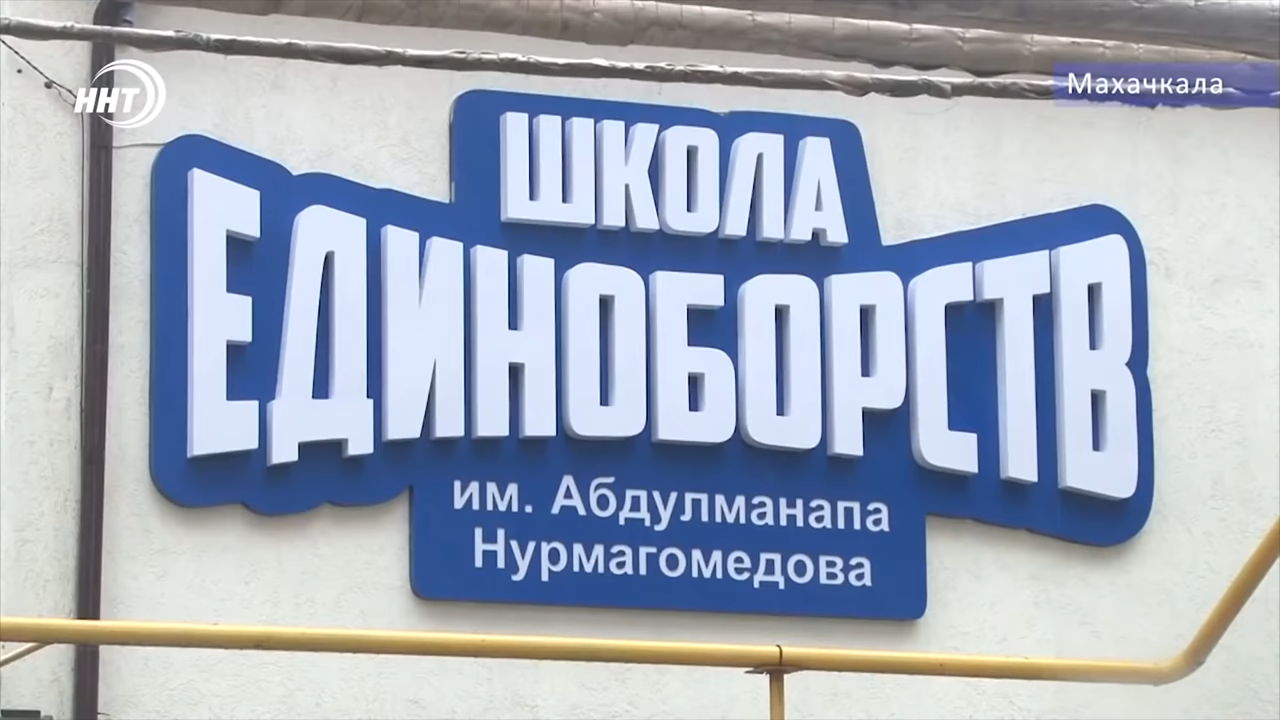 ННТ
Махачкала
ШКОЛА
ЕДИНОБОРСТВ
им. Абдулманапа
Нурмагомедова